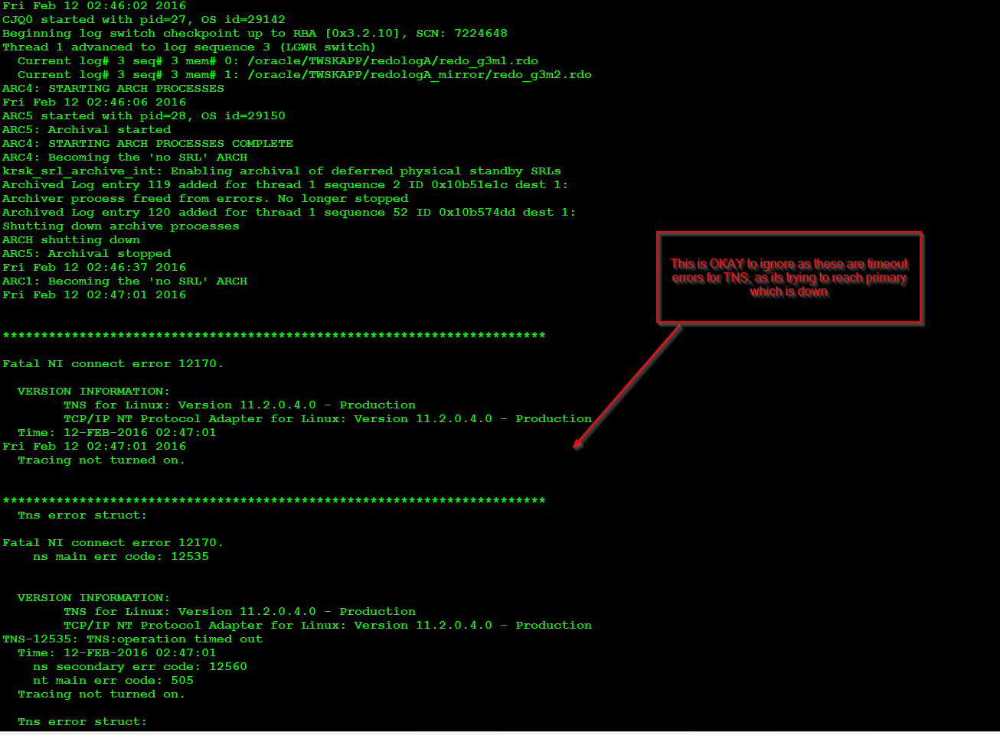 Fri Feb 12 02:46:02 2016
CJQ0 started with pid=27, OS id=29142
Beginning log switch checkpoint up to RBA [0x3.2.10], SCN: 7224648
Thread 1 advanced to log sequence 3 (LGWR switch)
  Current log# 3 seq# 3 mem# 0: /oracle/TWSKAPP/redologA/redo_g3m1.rdo
  Current log# 3 seq# 3 mem# 1: /oracle/TWSKAPP/redologA_mirror/redo_g3m2.rdo
ARC4: STARTING ARCH PROCESSES
Fri Feb 12 02:46:06 2016
ARC5 started with pid=28, OS id=29150
ARC5: Archival started
ARC4: STARTING ARCH PROCESSES COMPLETE
ARC4: Becoming the 'no SRL' ARCH
krsk_srl_archive_int: Enabling archival of deferred physical standby SRLs
Archived Log entry 119 added for thread 1 sequence 2 ID 0x10b51e1c dest 1:
Archiver process freed from errors. No longer stopped
Archived Log entry 120 added for thread 1 sequence 52 ID 0x10b574dd dest 1:
Shutting down archive processes
ARCH shutting down
ARC5: Archival stopped
Fri Feb 12 02:46:37 2016
ARC1: Becoming the 'no SRL' ARCH
Fri Feb 12 02:47:01 2016
This is OKAY to ignore as these are timeout
errors for TNS, as its trying to reach primary
which is down
***********************************************************************
Fatal NI connect error 12170.
  VERSION INFORMATION:
        TNS for Linux: Version 11.2.0.4.0 - Production
        TCP/IP NT Protocol Adapter for Linux: Version 11.2.0.4.0 - Production
  Time: 12-FEB-2016 02:47:01
Fri Feb 12 02:47:01 2016
  Tracing not turned on.
***********************************************************************
  Tns error struct:
Fatal NI connect error 12170.
    ns main err code: 12535
  VERSION INFORMATION:
        TNS for Linux: Version 11.2.0.4.0 - Production
        TCP/IP NT Protocol Adapter for Linux: Version 11.2.0.4.0 - Production
TNS-12535: TNS:operation timed out
  Time: 12-FEB-2016 02:47:01
    ns secondary err code: 12560
    nt main err code: 505
  Tracing not turned on.
  Tns error struct: